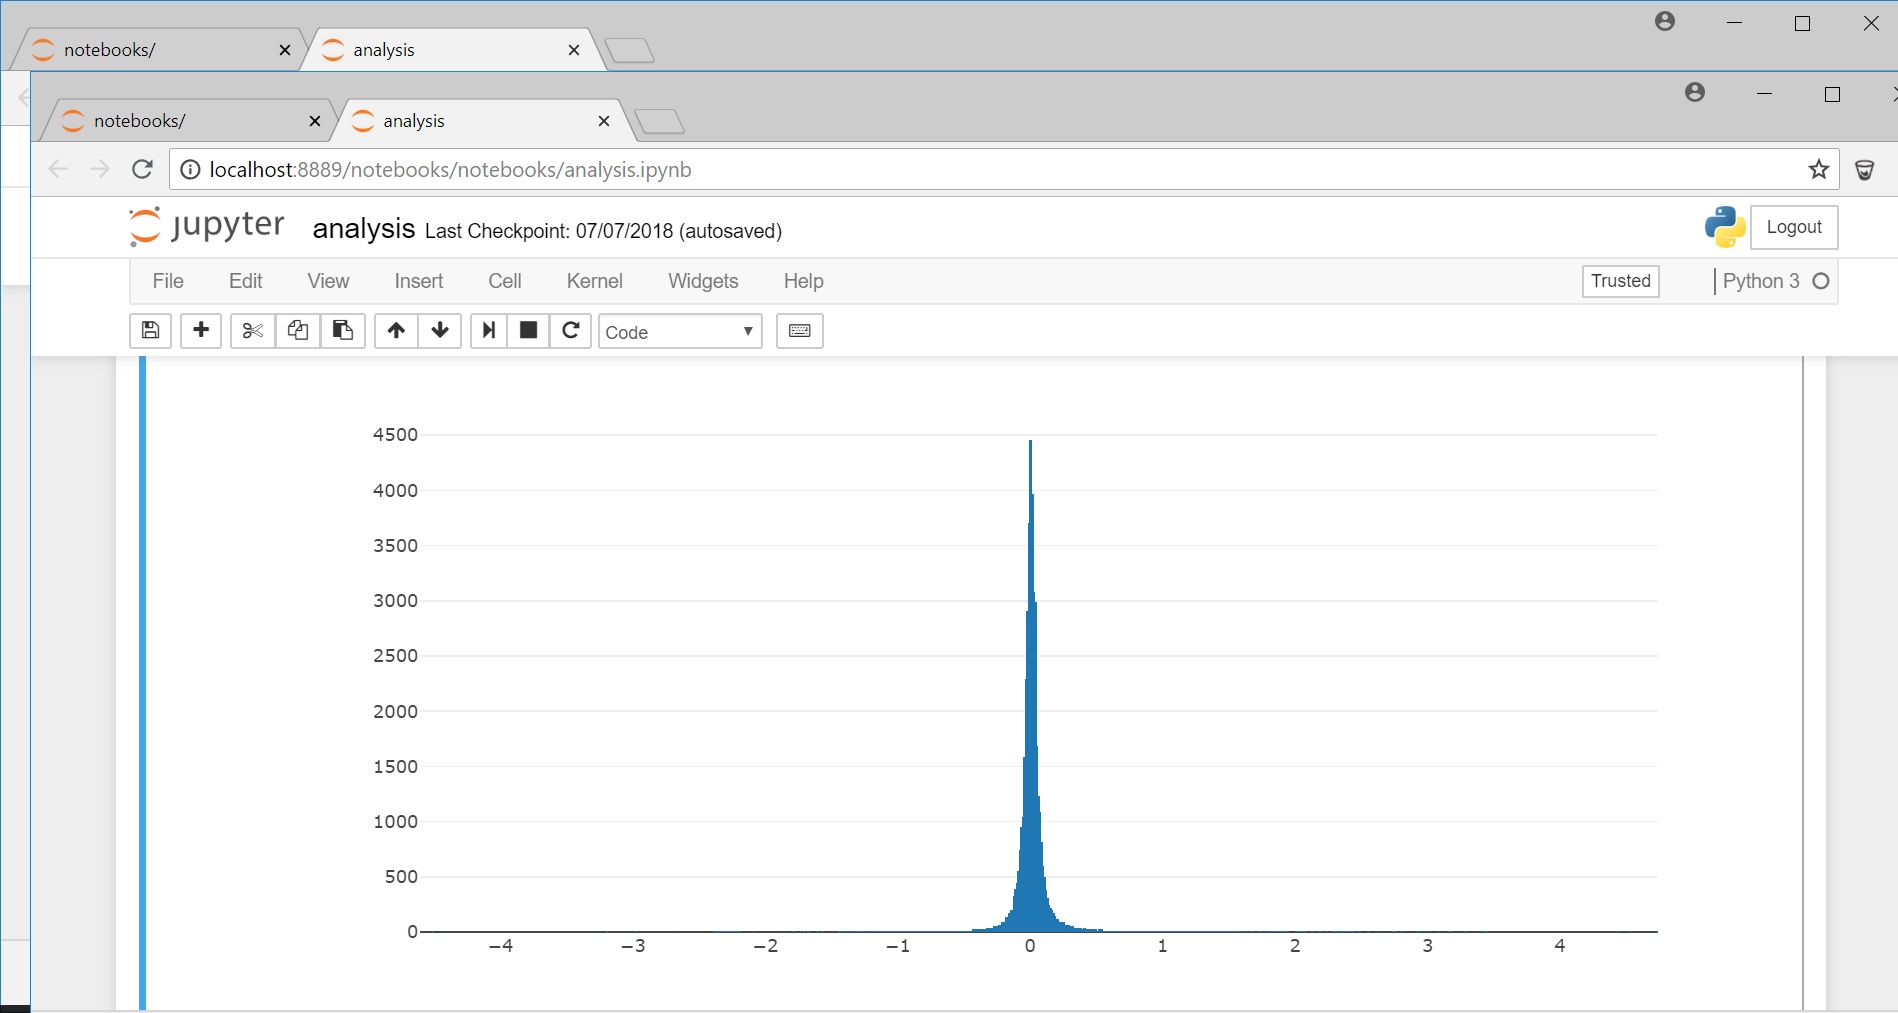 notebooks/ analysis
notebooks/ analysis
localhost:8889/notebooks/notebooks/analysis.ipynb
jupyter analysis Last Checkpoint: 07/07/2018 (autosaved) Logout
File Edit View Insert Cell Kernel Widgets Help Trusted Python 3
Code
4500
4000
3500
3000
2500
2000
1500
1000
500
0
−4 −3 −2 −1 0 1 2 3 4